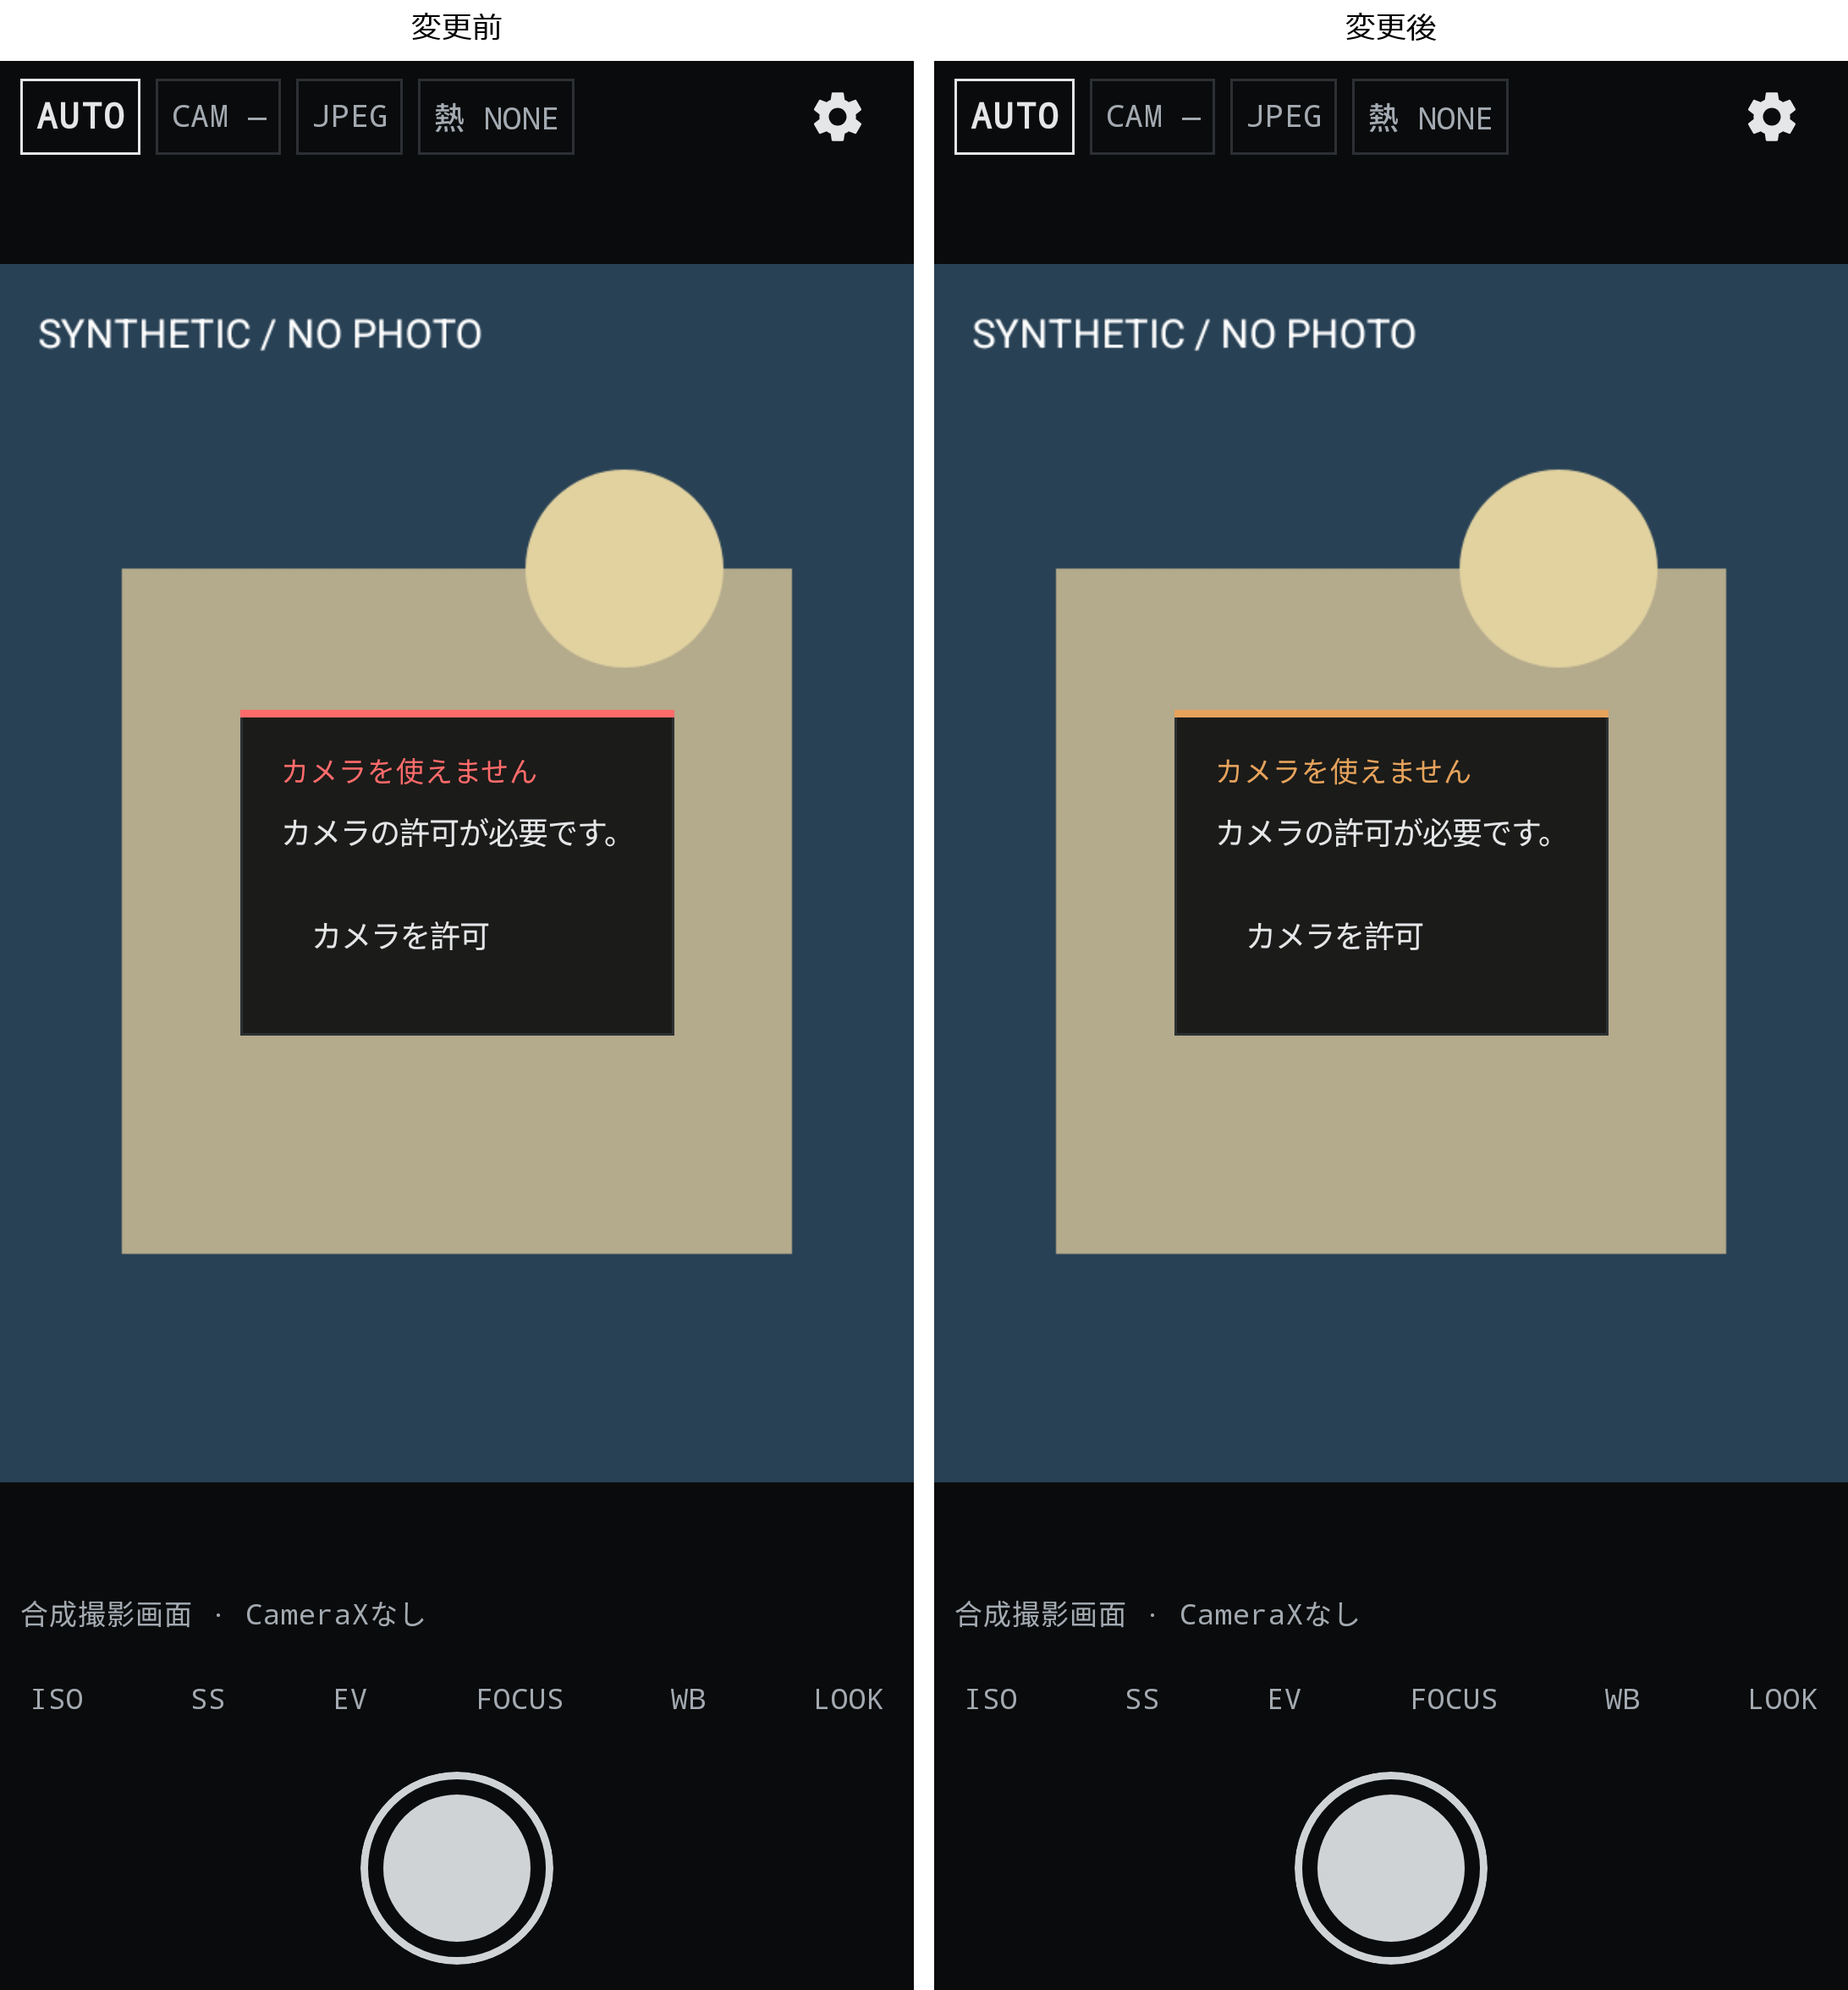 変更前
AUTO CAM — JPEG 熱 NONE
SYNTHETIC / NO PHOTO
カメラを使えません
カメラの許可が必要です。
カメラを許可
合成撮影画面 · CameraXなし
ISO SS EV FOCUS WB LOOK
変更後
AUTO CAM — JPEG 熱 NONE
SYNTHETIC / NO PHOTO
カメラを使えません
カメラの許可が必要です。
カメラを許可
合成撮影画面 · CameraXなし
ISO SS EV FOCUS WB LOOK